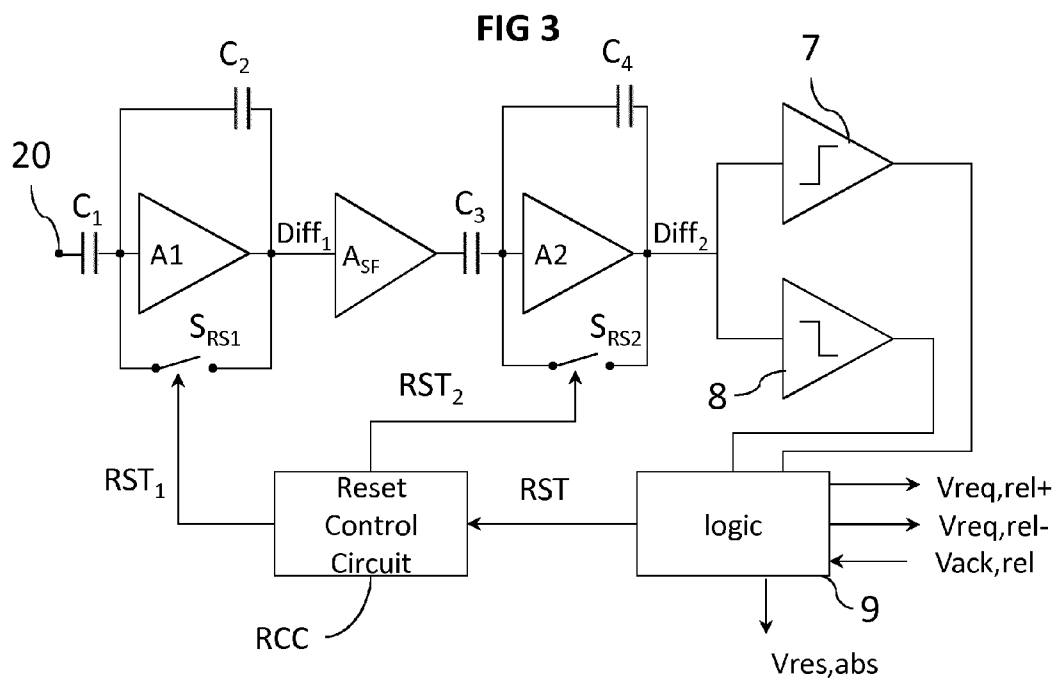 FIG 3
C2
C4
7
20
C1
A1
Diff1
ASF
C3
A2
Diff2
SRS1
SRS2
8
RST2
RST1
Reset
Control
Circuit
RST
logic
Vreq,rel+
Vreq,rel-
Vack,rel
9
RCC
Vres,abs